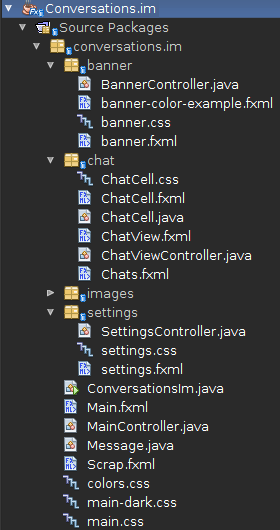 Conversations.im
Source Packages
conversations.im
banner
BannerController.java
banner-color-example.fxml
banner.css
banner.fxml
chat
ChatCell.css
ChatCell.fxml
ChatCell.java
ChatView.fxml
ChatViewController.java
Chats.fxml
images
settings
SettingsController.java
settings.css
settings.fxml
ConversationsIm.java
Main.fxml
MainController.java
Message.java
Scrap.fxml
colors.css
main-dark.css
main.css